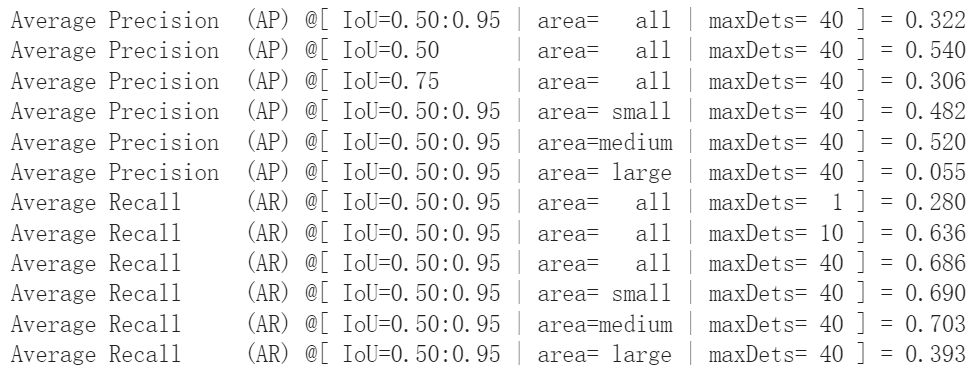 Average Precision  (AP) @[ IoU=0.50:0.95 | area=   all | maxDets= 40 ] = 0.322
Average Precision  (AP) @[ IoU=0.50      | area=   all | maxDets= 40 ] = 0.540
Average Precision  (AP) @[ IoU=0.75      | area=   all | maxDets= 40 ] = 0.306
Average Precision  (AP) @[ IoU=0.50:0.95 | area= small | maxDets= 40 ] = 0.482
Average Precision  (AP) @[ IoU=0.50:0.95 | area=medium | maxDets= 40 ] = 0.520
Average Precision  (AP) @[ IoU=0.50:0.95 | area= large | maxDets= 40 ] = 0.055
Average Recall     (AR) @[ IoU=0.50:0.95 | area=   all | maxDets=  1 ] = 0.280
Average Recall     (AR) @[ IoU=0.50:0.95 | area=   all | maxDets= 10 ] = 0.636
Average Recall     (AR) @[ IoU=0.50:0.95 | area=   all | maxDets= 40 ] = 0.686
Average Recall     (AR) @[ IoU=0.50:0.95 | area= small | maxDets= 40 ] = 0.690
Average Recall     (AR) @[ IoU=0.50:0.95 | area=medium | maxDets= 40 ] = 0.703
Average Recall     (AR) @[ IoU=0.50:0.95 | area= large | maxDets= 40 ] = 0.393